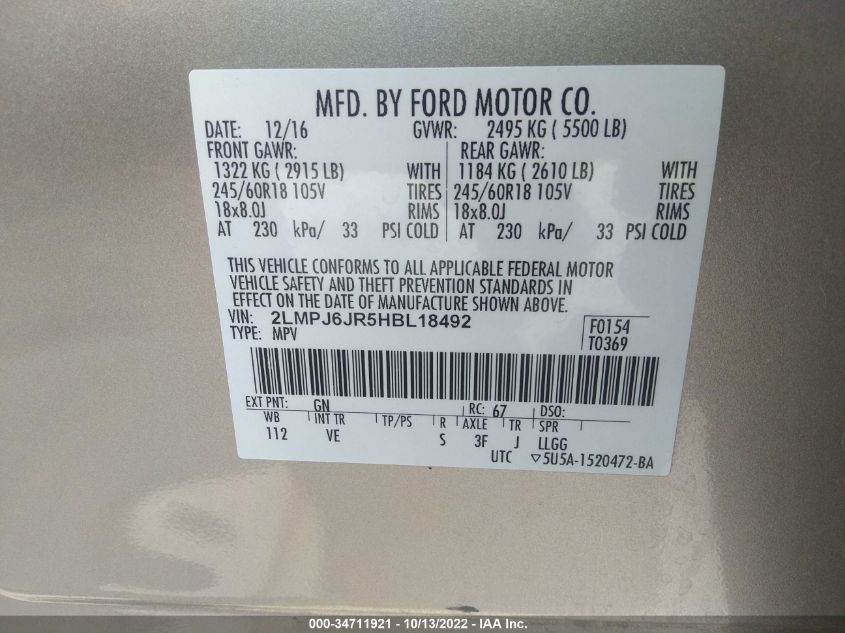 MFD. BY FORD MOTOR CO.
DATE: 12/16 GVWR: 2495 KG ( 5500 LB)
FRONT GAWR: REAR GAWR:
1322 KG ( 2915 LB) WITH 1184 KG ( 2610 LB) WITH
245/60R18 105V TIRES 245/60R18 105V TIRES
18x8.0J RIMS 18x8.0J RIMS
AT 230 kPa/ 33 PSI COLD AT 230 kPa/ 33 PSI COLD
THIS VEHICLE CONFORMS TO ALL APPLICABLE FEDERAL MOTOR
VEHICLE SAFETY AND THEFT PREVENTION STANDARDS IN
EFFECT ON THE DATE OF MANUFACTURE SHOWN ABOVE.
VIN: 2LMPJ6JR5HBL18492 F0154
TYPE: MPV T0369
EXT PNT: GN RC: 67 DSO:
WB INT TR TP/PS R AXLE TR SPR
112 VE S 3F J LLGG
UTC ▽5U5A-1520472-BA
000-34711921 - 10/13/2022 - IAA Inc.